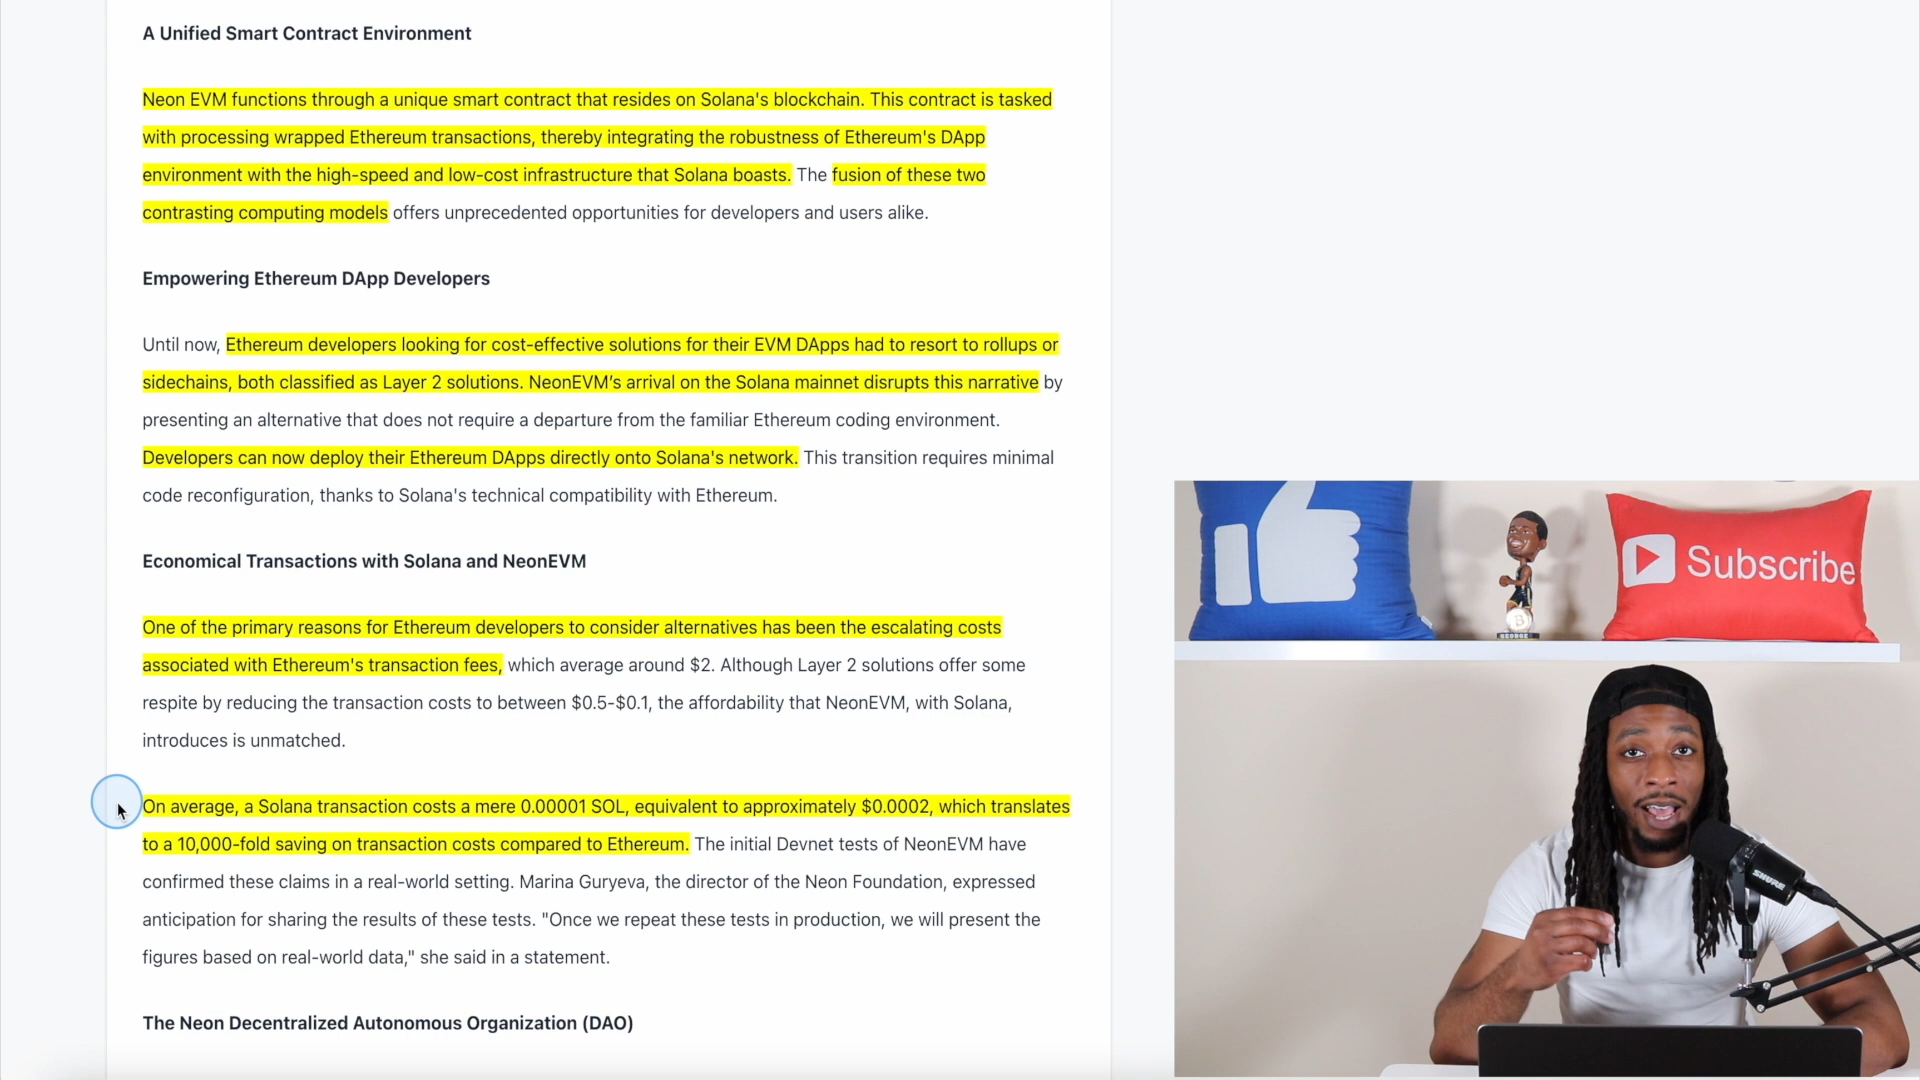 A Unified Smart Contract Environment
Neon EVM functions through a unique smart contract that resides on Solana's blockchain. This contract is tasked
with processing wrapped Ethereum transactions, thereby integrating the robustness of Ethereum's DApp
environment with the high-speed and low-cost infrastructure that Solana boasts. The fusion of these two
contrasting computing models offers unprecedented opportunities for developers and users alike.
Empowering Ethereum DApp Developers
Until now, Ethereum developers looking for cost-effective solutions for their EVM DApps had to resort to rollups or
sidechains, both classified as Layer 2 solutions. NeonEVM’s arrival on the Solana mainnet disrupts this narrative by
presenting an alternative that does not require a departure from the familiar Ethereum coding environment.
Developers can now deploy their Ethereum DApps directly onto Solana's network. This transition requires minimal
code reconfiguration, thanks to Solana's technical compatibility with Ethereum.
Economical Transactions with Solana and NeonEVM
One of the primary reasons for Ethereum developers to consider alternatives has been the escalating costs
associated with Ethereum's transaction fees, which average around $2. Although Layer 2 solutions offer some
respite by reducing the transaction costs to between $0.5-$0.1, the affordability that NeonEVM, with Solana,
introduces is unmatched.
On average, a Solana transaction costs a mere 0.00001 SOL, equivalent to approximately $0.0002, which translates
to a 10,000-fold saving on transaction costs compared to Ethereum. The initial Devnet tests of NeonEVM have
confirmed these claims in a real-world setting. Marina Guryeva, the director of the Neon Foundation, expressed
anticipation for sharing the results of these tests. "Once we repeat these tests in production, we will present the
figures based on real-world data," she said in a statement.
The Neon Decentralized Autonomous Organization (DAO)
Subscribe
GEORGE
SHURE